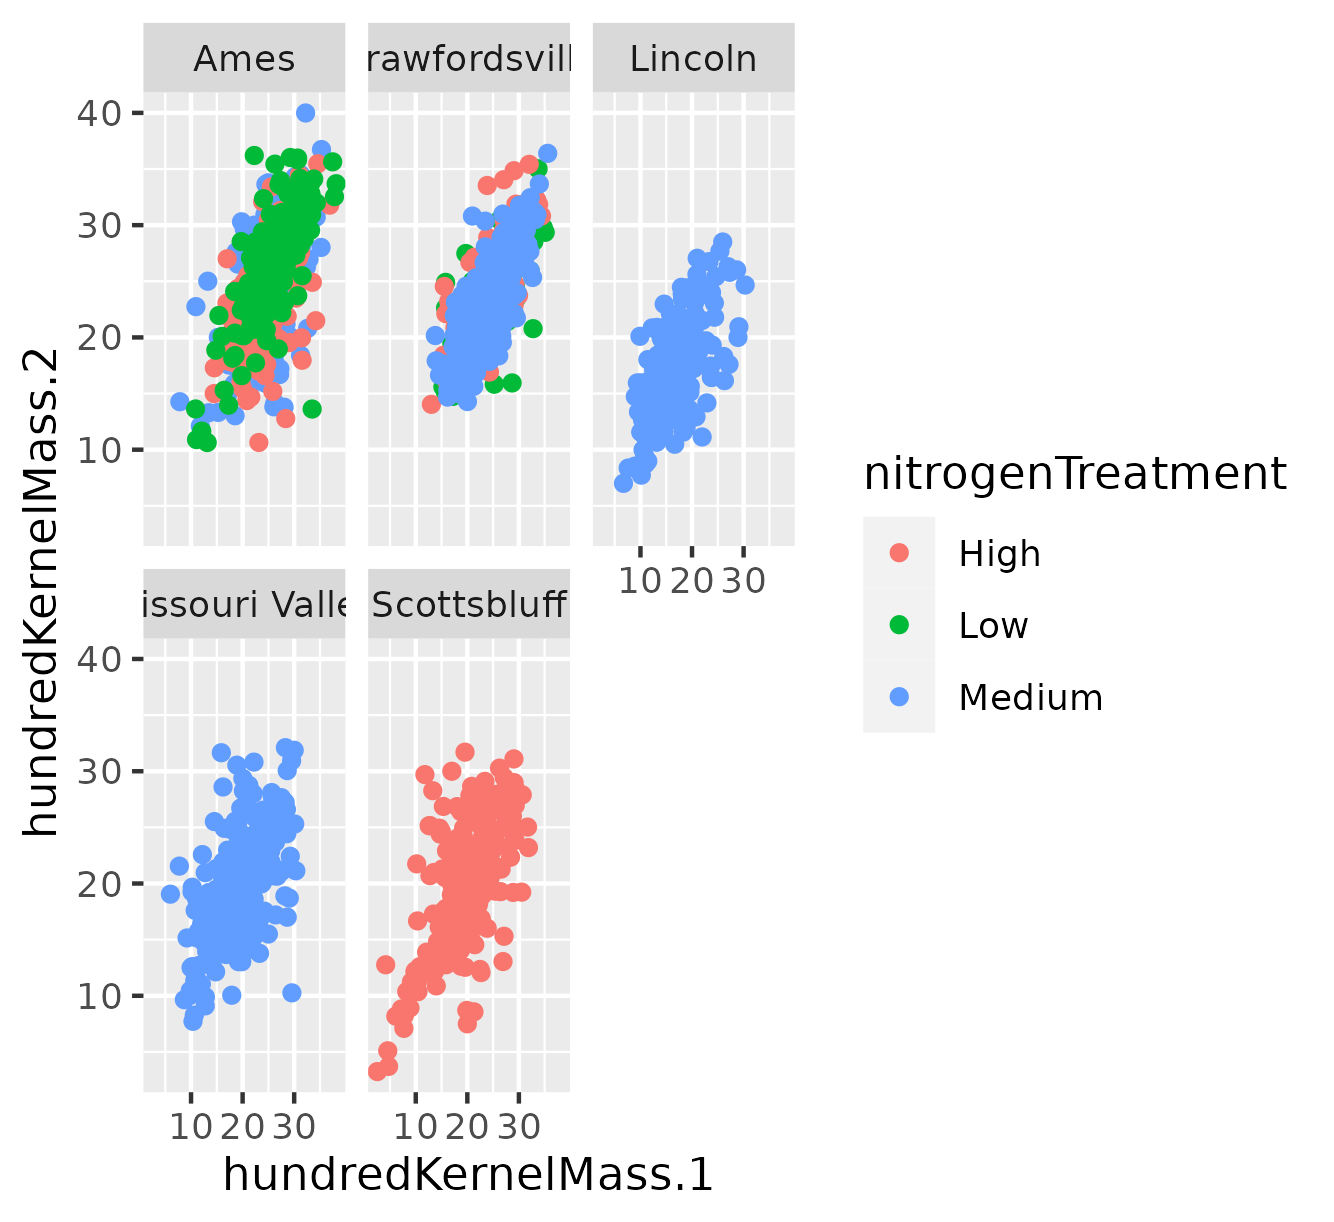 Ames rawfordsvill Lincoln
40
30
20
10
10 20 30
issouri Valle Scottsbluff
40
30
20
10
10 20 30 10 20 30
hundredKernelMass.1
hundredKernelMass.2
nitrogenTreatment
High
Low
Medium